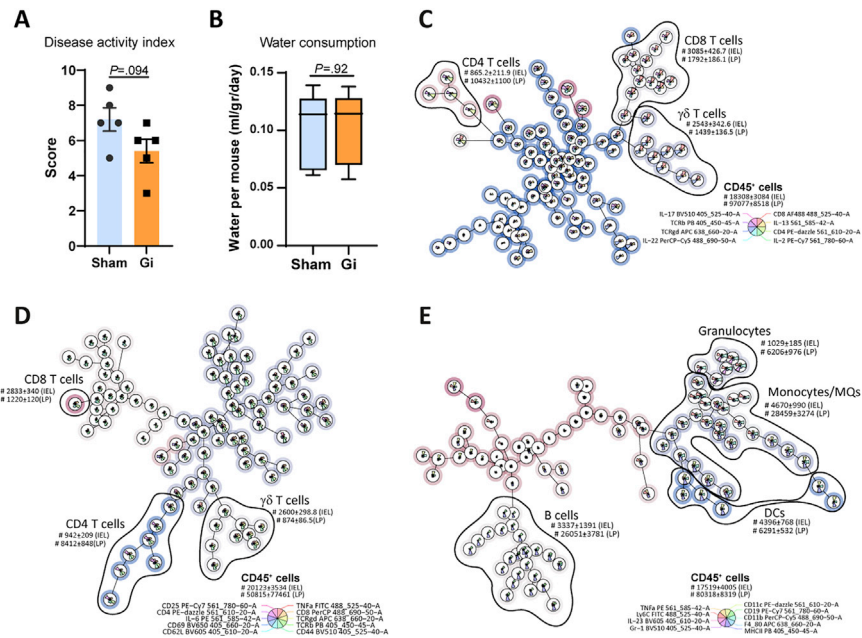 A
Disease activity index
P=.094
10
8
6
4
2
0
Score
Sham Gi
B
Water consumption
P=.92
0.15
0.10
0.05
0.00
Water per mouse (ml/gr/day)
Sham Gi
C
CD4 T cells
# 865.2±211.9 (IEL)
# 10432±1100 (LP)
CD8 T cells
# 3085±426.7 (IEL)
# 1792±186.1 (LP)
γδ T cells
# 2543±342.6 (IEL)
# 1439±136.5 (LP)
CD45⁺ cells
# 18308±3084 (IEL)
# 97077±8518 (LP)
IL-17 BV510 405_525-40-A
TCRb PB 405_450-45-A
TCRgd APC 638_660-20-A
IL-22 PerCP-Cy5 488_690-50-A
CD8 AF488 488_525-40-A
IL-13 561_585-42-A
CD4 PE-dazzle 561_610-20-A
IL-2 PE-Cy7 561_780-60-A
D
CD8 T cells
# 2833±340 (IEL)
# 1220±120(LP)
CD4 T cells
# 942±209 (IEL)
# 8412±848(LP)
γδ T cells
# 2600±298.8 (IEL)
# 874±86.5(LP)
CD45⁺ cells
# 20123±3534 (IEL)
# 50815±77461 (LP)
CD25 PE-Cy7 561_780-60-A
CD4 PE-dazzle 561_610-20-A
IL-6 PE 561_585-42-A
CD69 BV650 405_660-20-A
CD62L BV605 405_610-20-A
TNFa FITC 488_525-40-A
CD8 PerCP 488_690-50-A
TCRgd APC 638_660-20-A
TCRb PB 405_450-45-A
CD44 BV510 405_525-40-A
E
Granulocytes
# 1029±185 (IEL)
# 6206±976 (LP)
Monocytes/MQs
# 4670±990 (IEL)
# 28459±3274 (LP)
DCs
# 4396±768 (IEL)
# 6291±532 (LP)
B cells
# 3337±1391 (IEL)
# 26051±3781 (LP)
CD45⁺ cells
# 17519±4005 (IEL)
# 80318±8319 (LP)
TNFa PE 561_585-42-A
Ly6C FITC 488_525-40-A
IL-23 BV605 405_610-20-A
Gr-1 BV510 405_525-40-A
CD11c PE-dazzle 561_610-20-A
CD19 PE-Cy7 561_780-60-A
CD11b PerCP-Cy5 488_690-50-A
F4_80 APC 638_660-20-A
MHCII PB 405_450-45-A